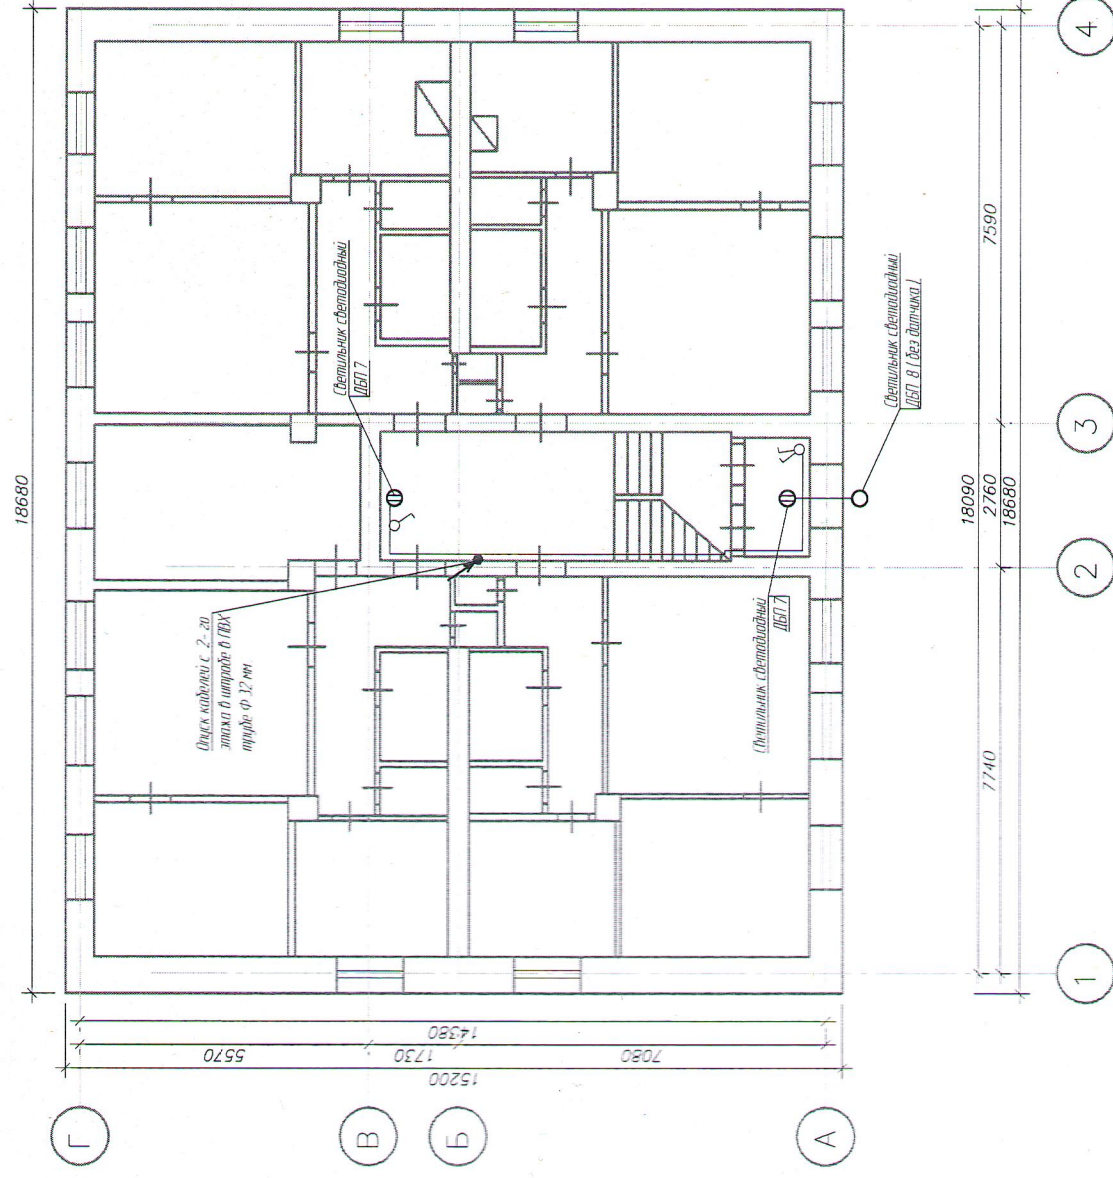 18680
Светильник светодиодный
ДБП 7
Опуск кабелей с 2-го
этажа в штробе в ПВХ
трубе Ф 32 мм
Светильник светодиодный
ДБП 7
Светильник светодиодный
ДБП 8 ( без датчика ).
7740
2760
7590
18090
18680
5570
1730
7080
14380
15200
Г
В
Б
А
1
2
3
4